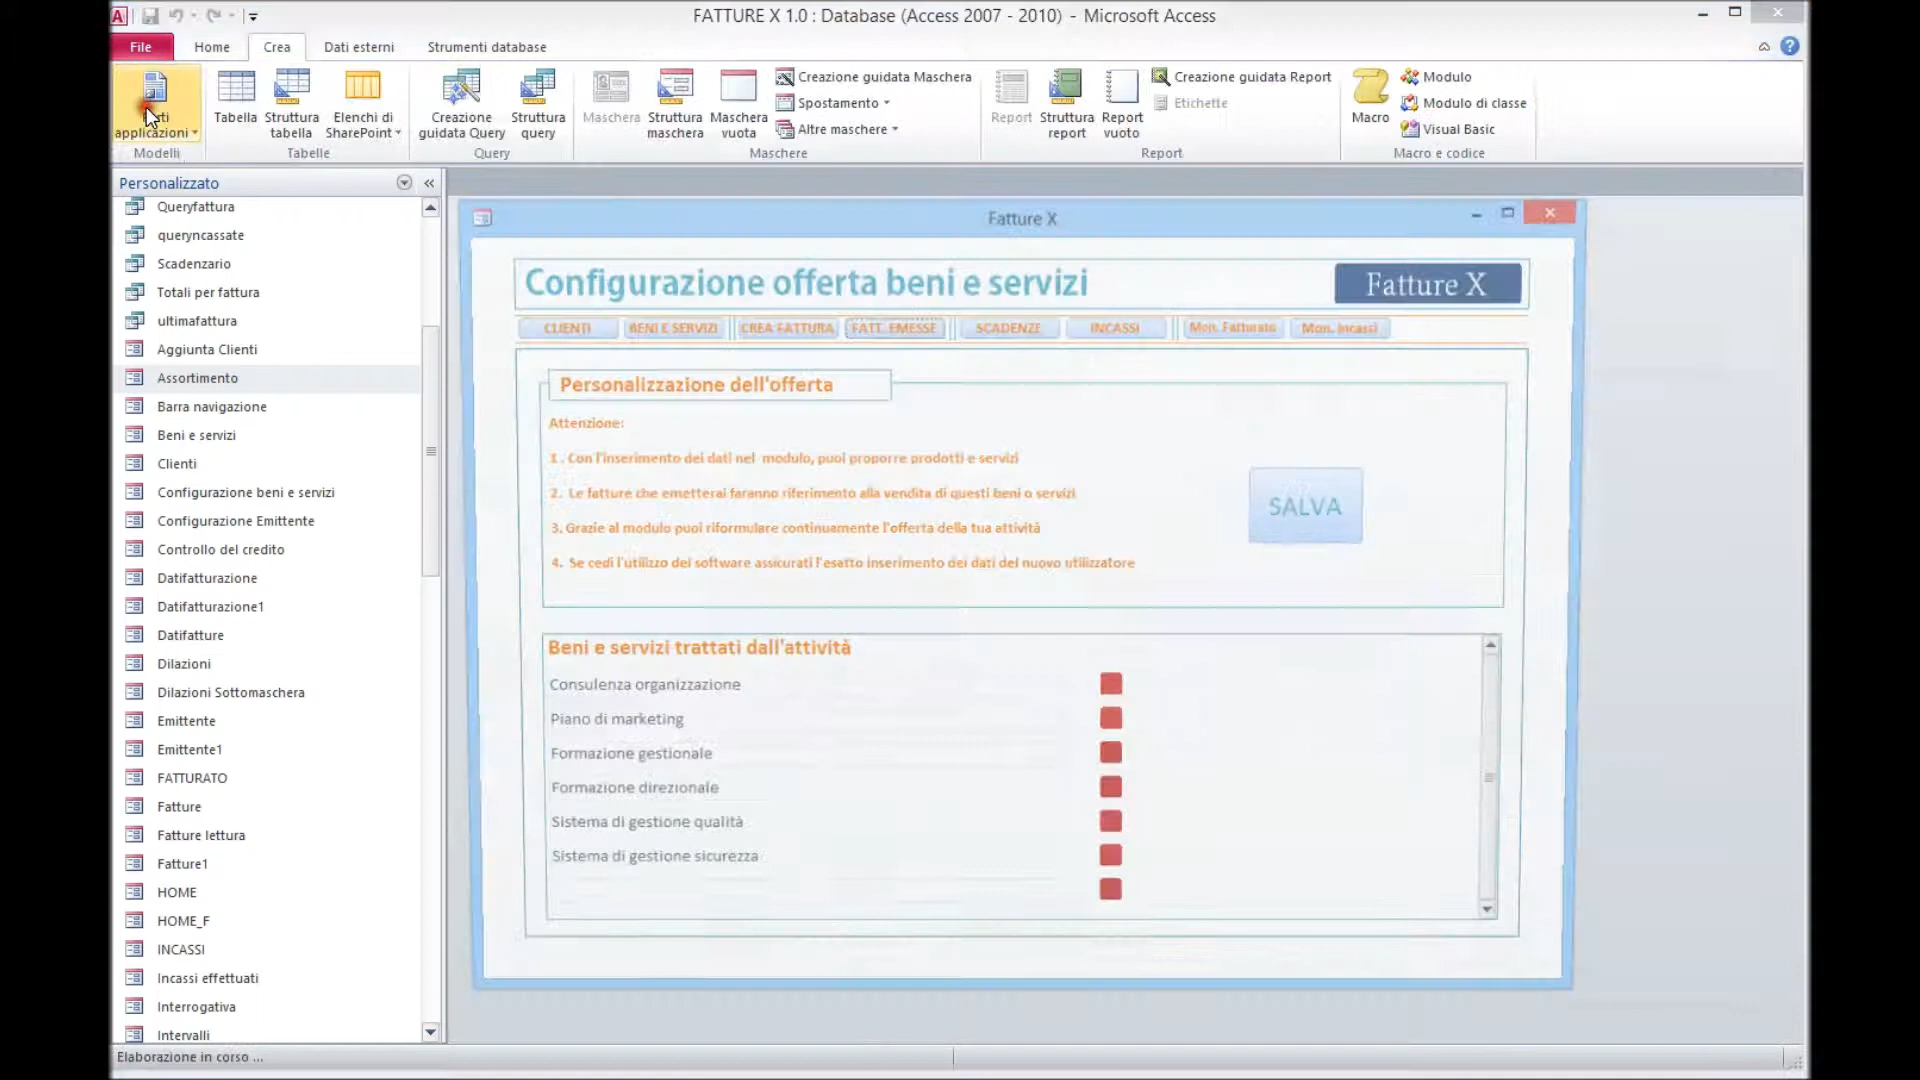 FATTURE X 1.0 : Database (Access 2007 - 2010) - Microsoft Access
File Home Crea Dati esterni Strumenti database
applicazioni
Modelli
Tabella
Struttura tabella
Elenchi di SharePoint
Tabelle
Creazione guidata Query
Struttura query
Query
Maschera
Struttura maschera
Maschera vuota
Creazione guidata Maschera
Spostamento
Altre maschere
Maschere
Report
Struttura report
Report vuoto
Creazione guidata Report
Etichette
Report
Macro
Modulo
Modulo di classe
Visual Basic
Macro e codice
Personalizzato
Queryfattura
queryncassate
Scadenzario
Totali per fattura
ultimafattura
Aggiunta Clienti
Assortimento
Barra navigazione
Beni e servizi
Clienti
Configurazione beni e servizi
Configurazione Emittente
Controllo del credito
Datifatturazione
Datifatturazione1
Datifatture
Dilazioni
Dilazioni Sottomaschera
Emittente
Emittente1
FATTURATO
Fatture
Fatture lettura
Fatture1
HOME
HOME_F
INCASSI
Incassi effettuati
Interrogativa
Intervalli
Fatture X
Configurazione offerta beni e servizi
Fatture X
CLIENTI BENI E SERVIZI CREA FATTURA FATT. EMESSE SCADENZE INCASSI Mon. Fatturato Mon. Incassi
Personalizzazione dell'offerta
Attenzione:
1. Con l'inserimento dei dati nel modulo, puoi proporre prodotti e servizi
2. Le fatture che emetterai faranno riferimento alla vendita di questi beni o servizi
3. Grazie al modulo puoi riformulare continuamente l'offerta della tua attività
4. Se cedi l'utilizzo del software assicurati l'esatto inserimento dei dati del nuovo utilizzatore
SALVA
Beni e servizi trattati dall'attività
Consulenza organizzazione
Piano di marketing
Formazione gestionale
Formazione direzionale
Sistema di gestione qualità
Sistema di gestione sicurezza
Elaborazione in corso ...